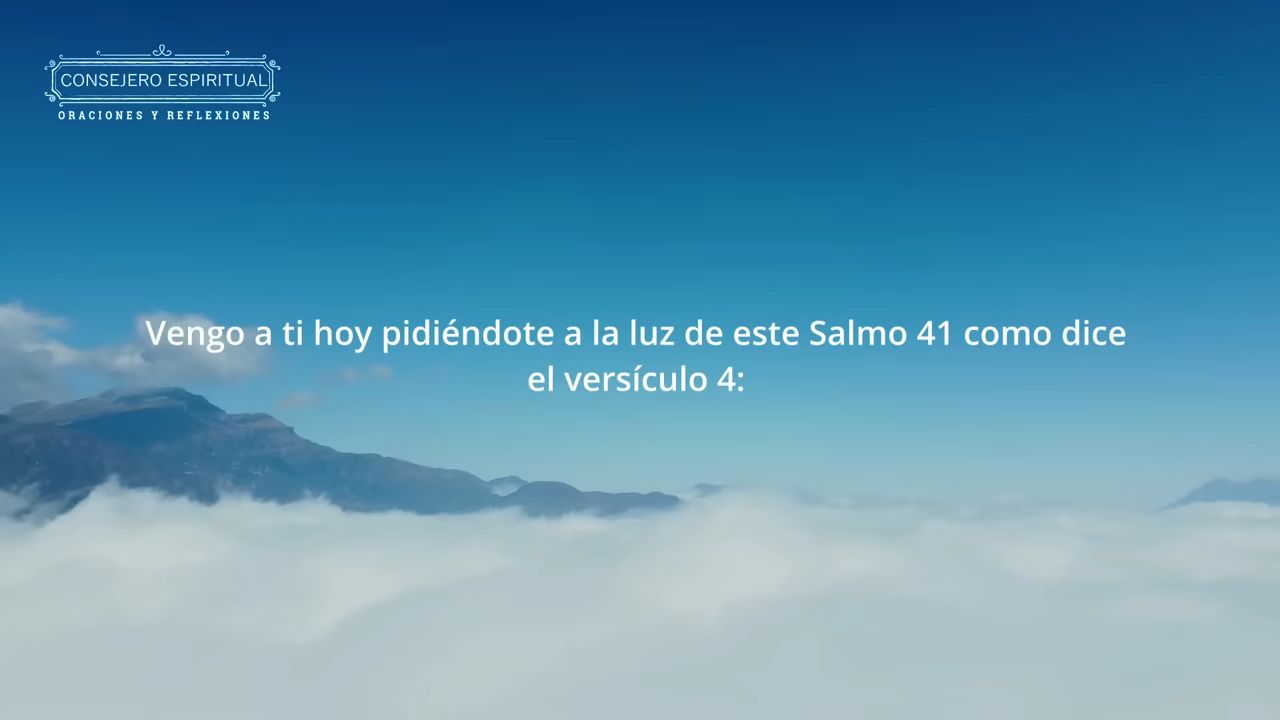 CONSEJERO ESPIRITUAL
ORACIONES Y REFLEXIONES
Vengo a ti hoy pidiéndote a la luz de este Salmo 41 como dice
el versículo 4: